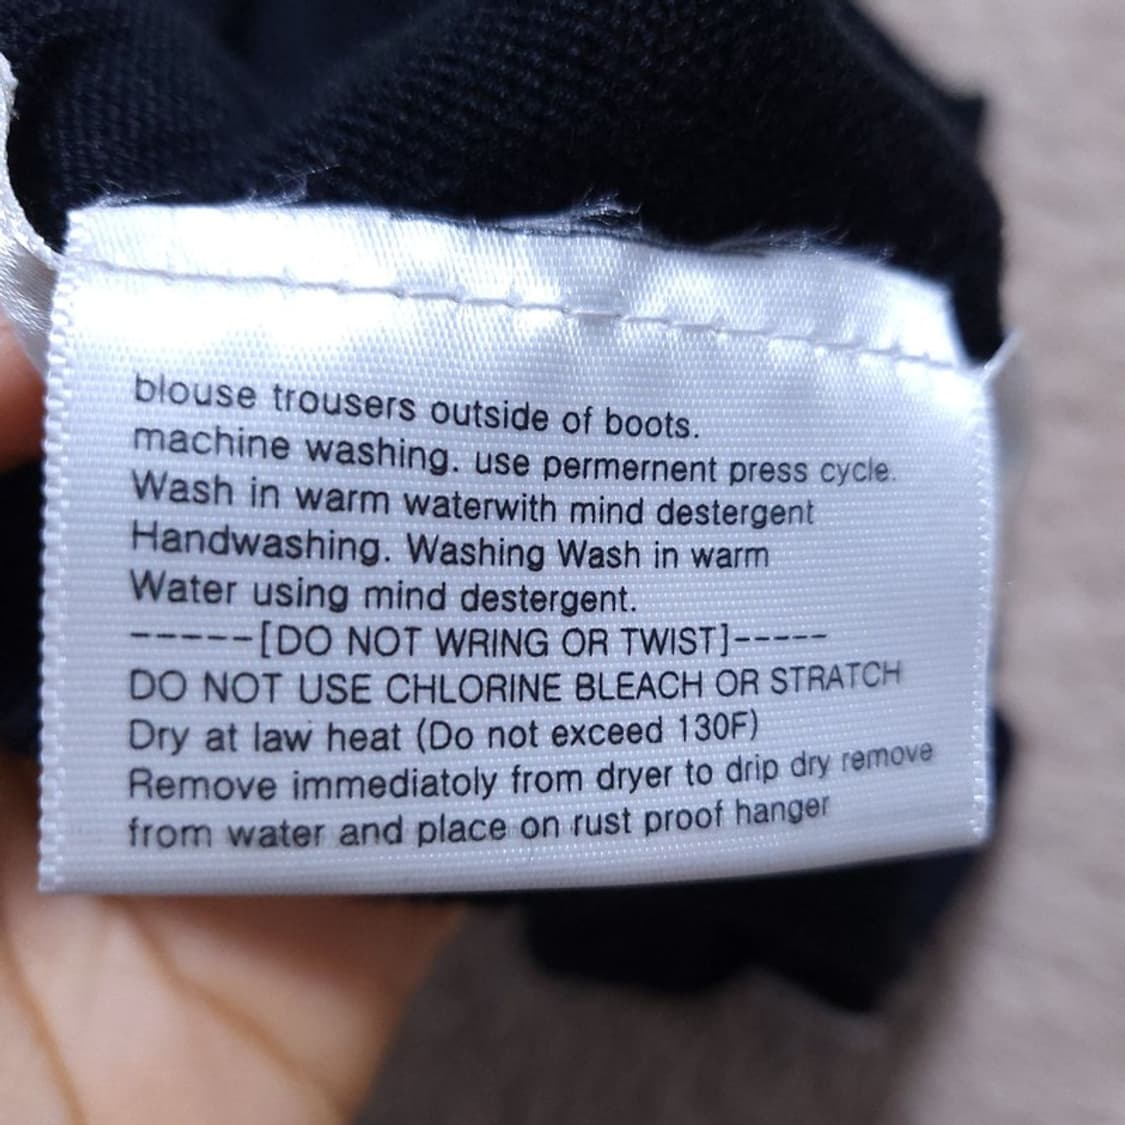 blouse trousers outside of boots.
machine washing. use permernent press cycle.
Wash in warm waterwith mind destergent
Handwashing. Washing Wash in warm
Water using mind destergent.
-----[DO NOT WRING OR TWIST]-----
DO NOT USE CHLORINE BLEACH OR STRATCH
Dry at law heat (Do not exceed 130F)
Remove immediatoly from dryer to drip dry remove
from water and place on rust proof hanger